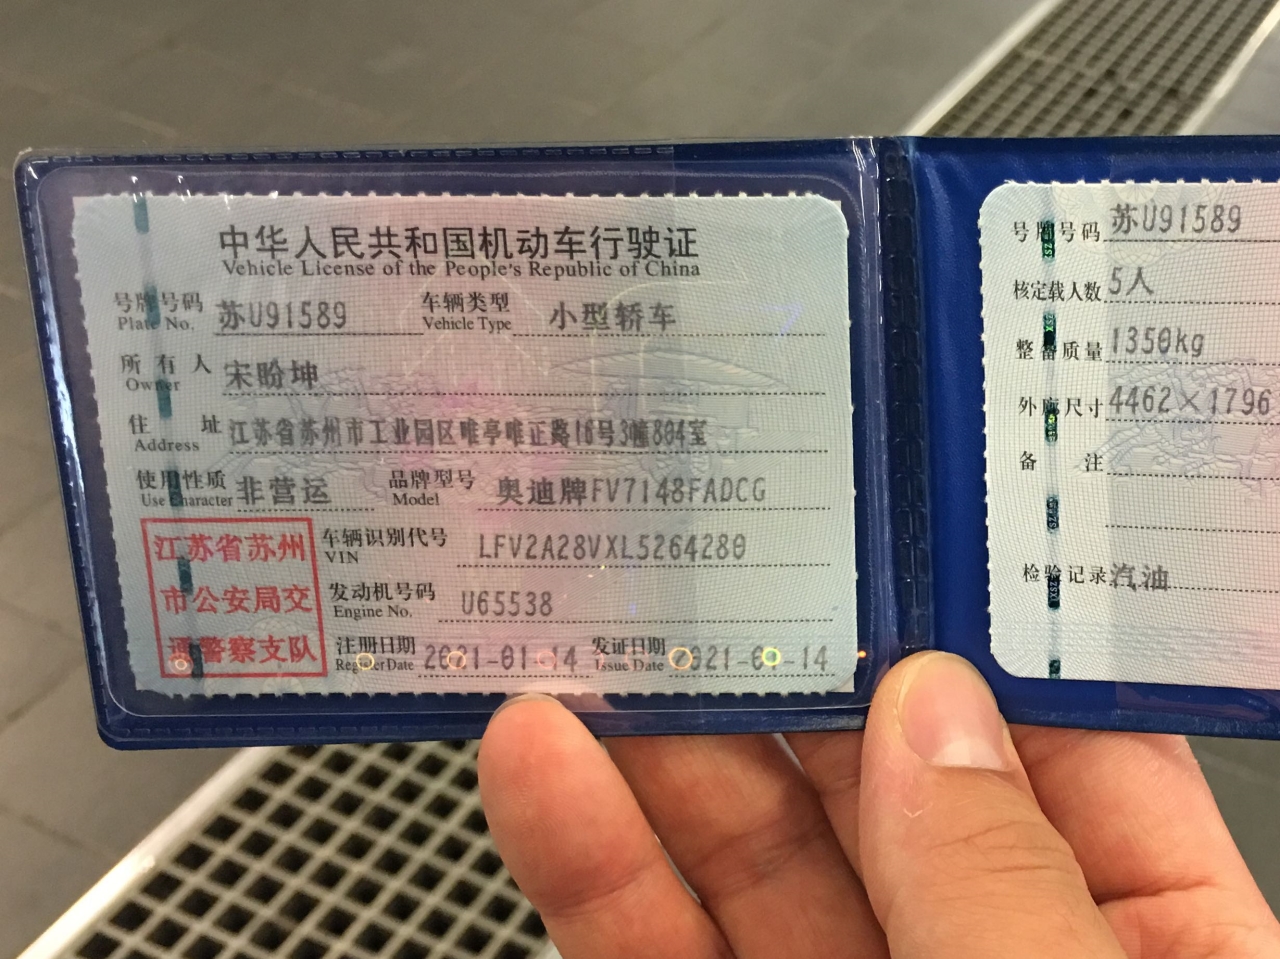 中华人民共和国机动车行驶证
Vehicle License of the People's Republic of China
号牌号码 苏U91589 车辆类型 小型轿车
Plate No. Vehicle Type
所有人 宋盼坤
Owner
住址 江苏省苏州市工业园区唯亭唯正路16号3幢804室
Address
使用性质 非营运 品牌型号 奥迪牌FV7148FADCG
Use Character Model
江苏省苏州
市公安局交
通警察支队
车辆识别代号 LFV2A28VXL5264280
VIN
发动机号码 U65538
Engine No.
注册日期 2021-01-14 发证日期 2021-01-14
Register Date Issue Date
号牌号码 苏U91589
核定载人数 5人
整备质量 1350kg
外廓尺寸 4462×1796
备注
检验记录 汽油